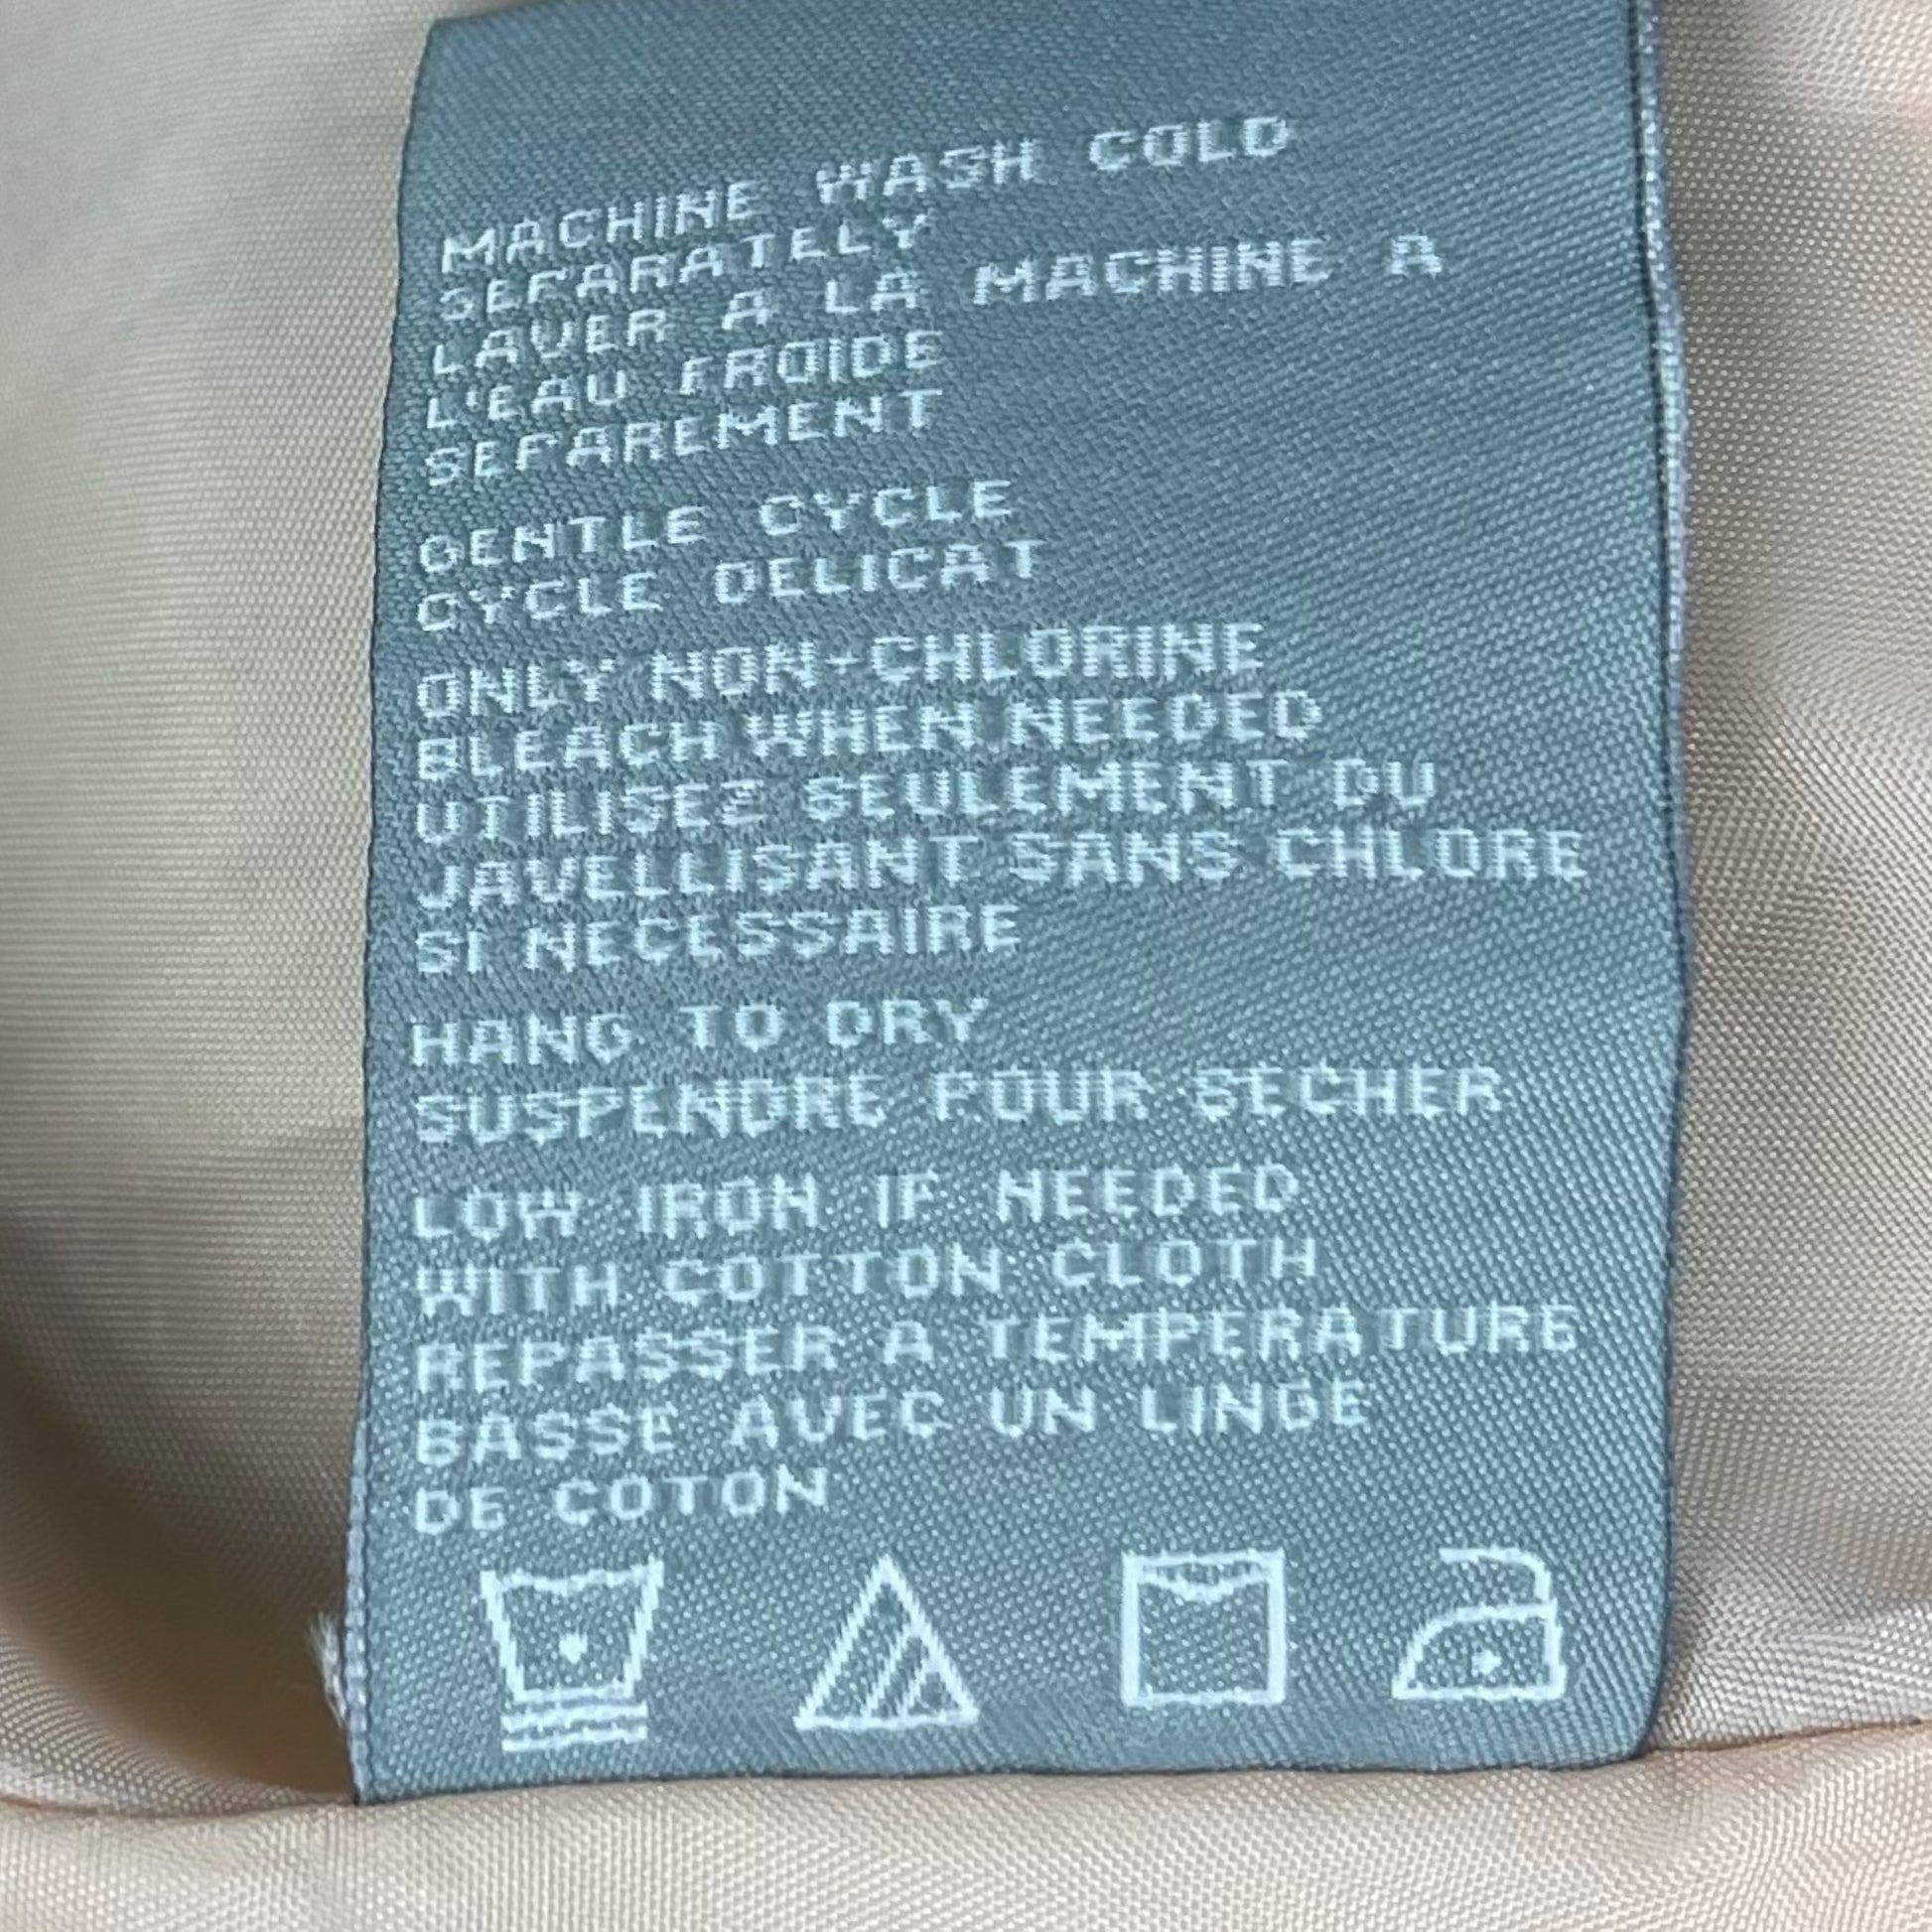 MACHINE WASH COLD
SEPARATELY
LAVER A LA MACHINE A
L'EAU FROIDE
SEPAREMENT
GENTLE CYCLE
CYCLE DELICAT
ONLY NON-CHLORINE
BLEACH WHEN NEEDED
UTILISEZ SEULEMENT DU
JAVELLISANT SANS CHLORE
SI NECESSAIRE
HANG TO DRY
SUSPENDRE POUR SECHER
LOW IRON IF NEEDED
WITH COTTON CLOTH
REPASSER A TEMPERATURE
BASSE AVEC UN LINGE
DE COTON